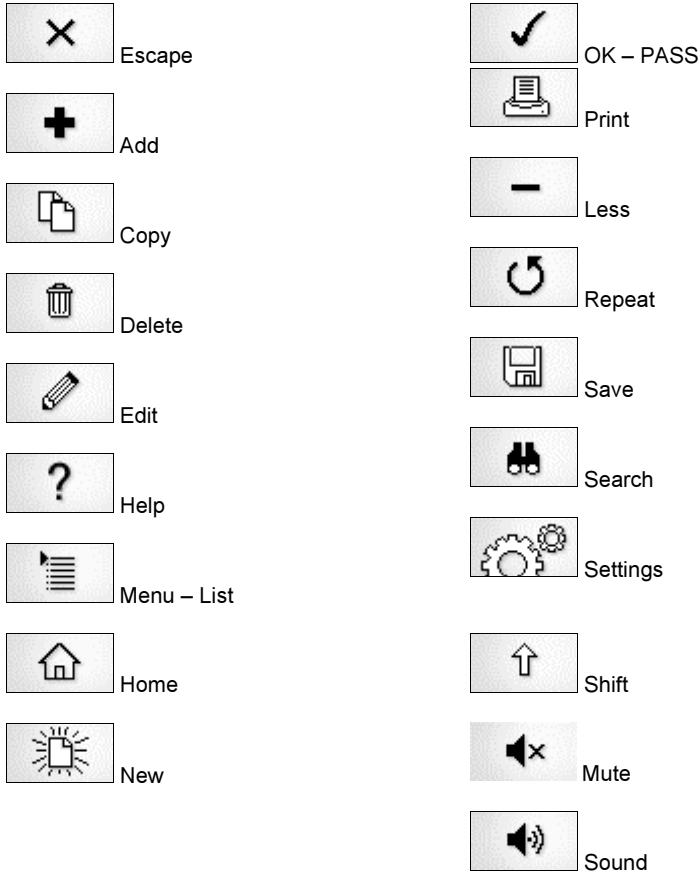 Escape
Add
Copy
Delete
Edit
?
Help
Menu – List
Home
New
OK – PASS
Print
Less
Repeat
Save
Search
Settings
Shift
Mute
Sound